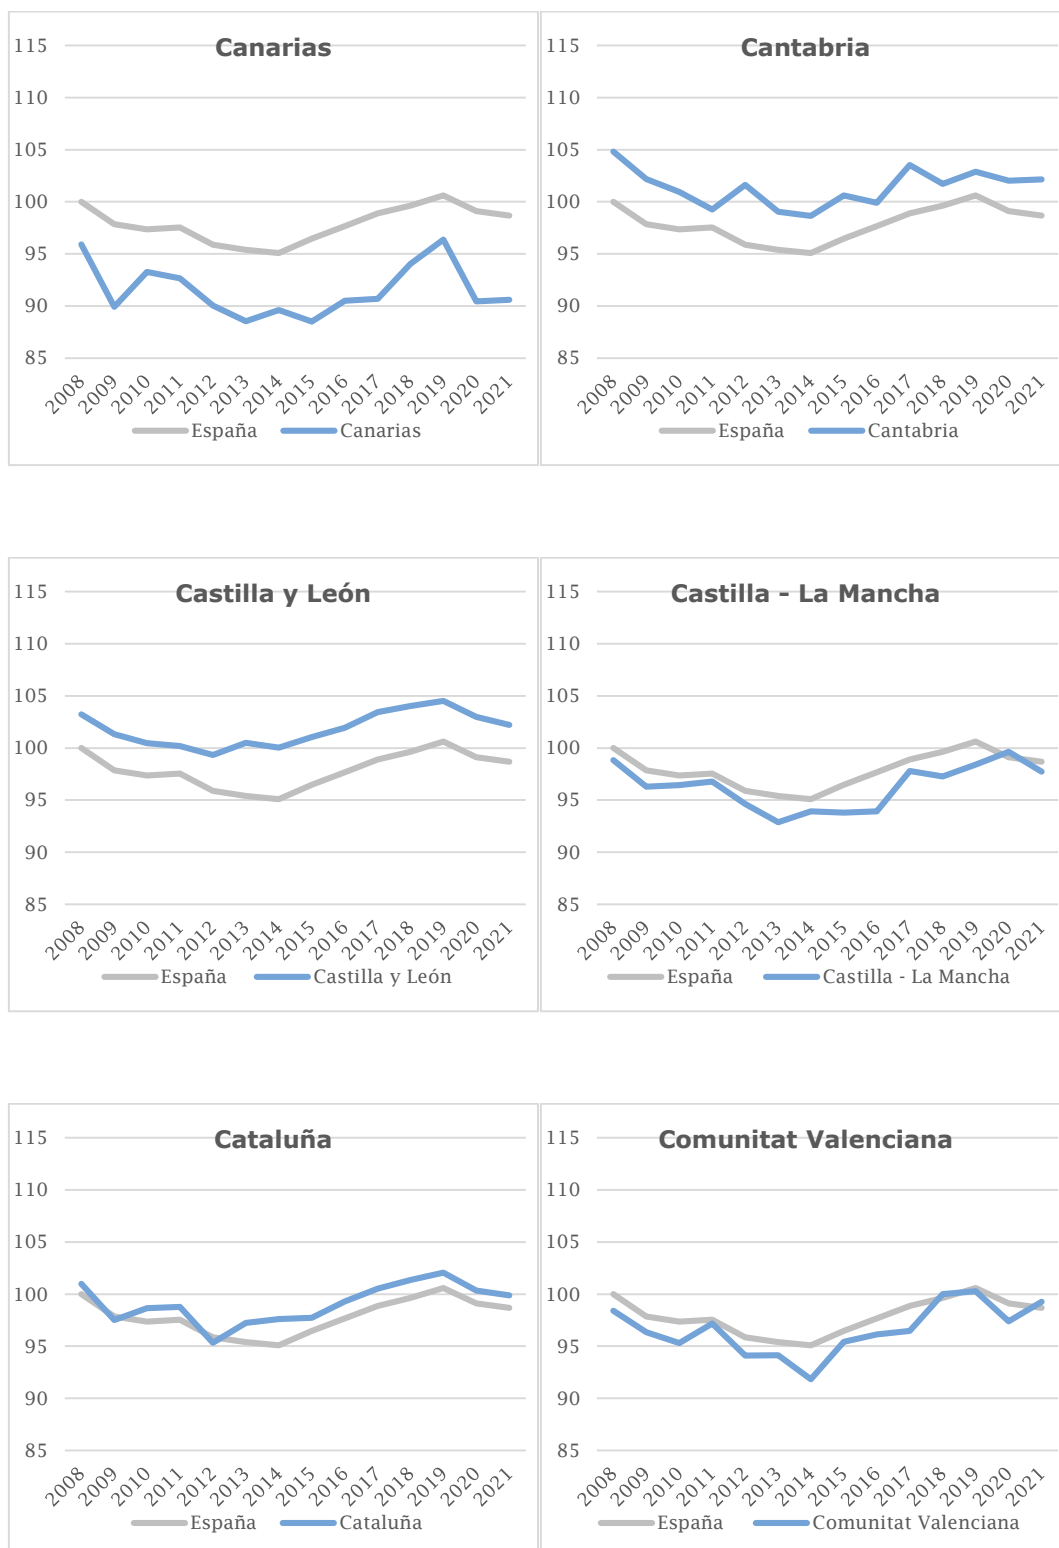 Canarias
115
110
105
100
95
90
85
2008 2009 2010 2011 2012 2013 2014 2015 2016 2017 2018 2019 2020 2021
España Canarias
Cantabria
115
110
105
100
95
90
85
2008 2009 2010 2011 2012 2013 2014 2015 2016 2017 2018 2019 2020 2021
España Cantabria
Castilla y León
115
110
105
100
95
90
85
2008 2009 2010 2011 2012 2013 2014 2015 2016 2017 2018 2019 2020 2021
España Castilla y León
Castilla - La Mancha
115
110
105
100
95
90
85
2008 2009 2010 2011 2012 2013 2014 2015 2016 2017 2018 2019 2020 2021
España Castilla - La Mancha
Cataluña
115
110
105
100
95
90
85
2008 2009 2010 2011 2012 2013 2014 2015 2016 2017 2018 2019 2020 2021
España Cataluña
Comunitat Valenciana
115
110
105
100
95
90
85
2008 2009 2010 2011 2012 2013 2014 2015 2016 2017 2018 2019 2020 2021
España Comunitat Valenciana